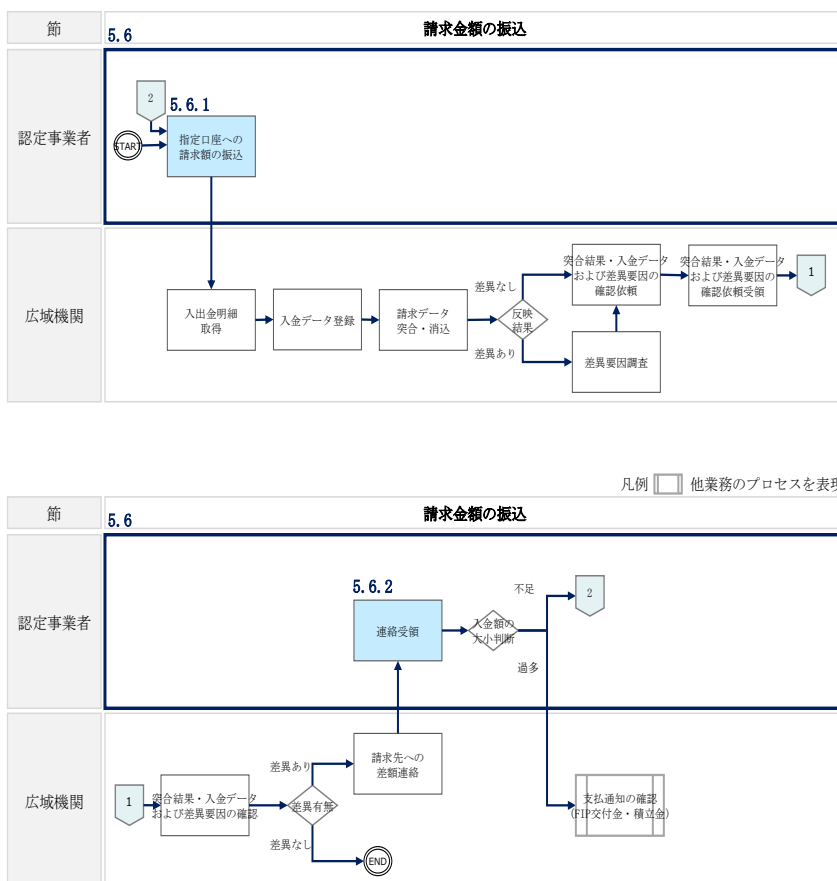 節
5.6
請求金額の振込
認定事業者
2
5.6.1
START
指定口座への
請求額の振込
広域機関
入出金明細
取得
入金データ登録
請求データ
突合・消込
差異なし
反映
結果
差異あり
突合結果・入金データ
および差異要因の
確認依頼
差異要因調査
突合結果・入金データ
および差異要因の
確認依頼受領
1
凡例 他業務のプロセスを表現
節
5.6
請求金額の振込
認定事業者
5.6.2
連絡受領
入金額の
大小判断
不足
2
過多
広域機関
1
突合結果・入金データ
および差異要因の確認
差異有無
差異あり
差異なし
請求先への
差額連絡
END
支払通知の確認
(FIP交付金・積立金)